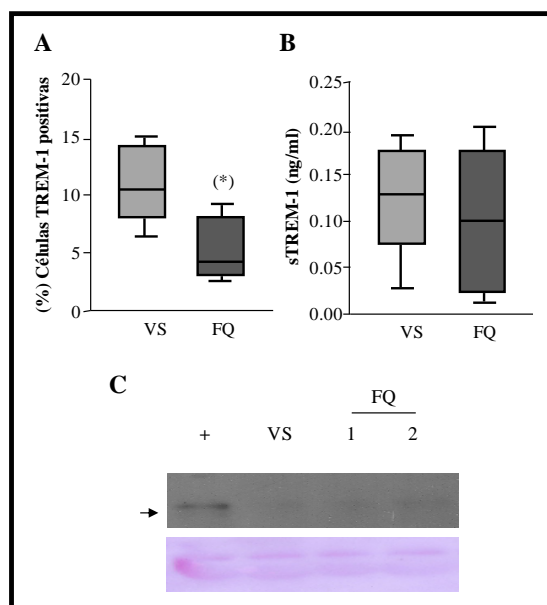 A
(%) Células TREM-1 positivas
20
15
10
5
0
(*)
VS
FQ
B
sTREM-1 (ng/ml)
0.25
0.20
0.15
0.10
0.05
0.00
VS
FQ
C
FQ
+ VS 1 2